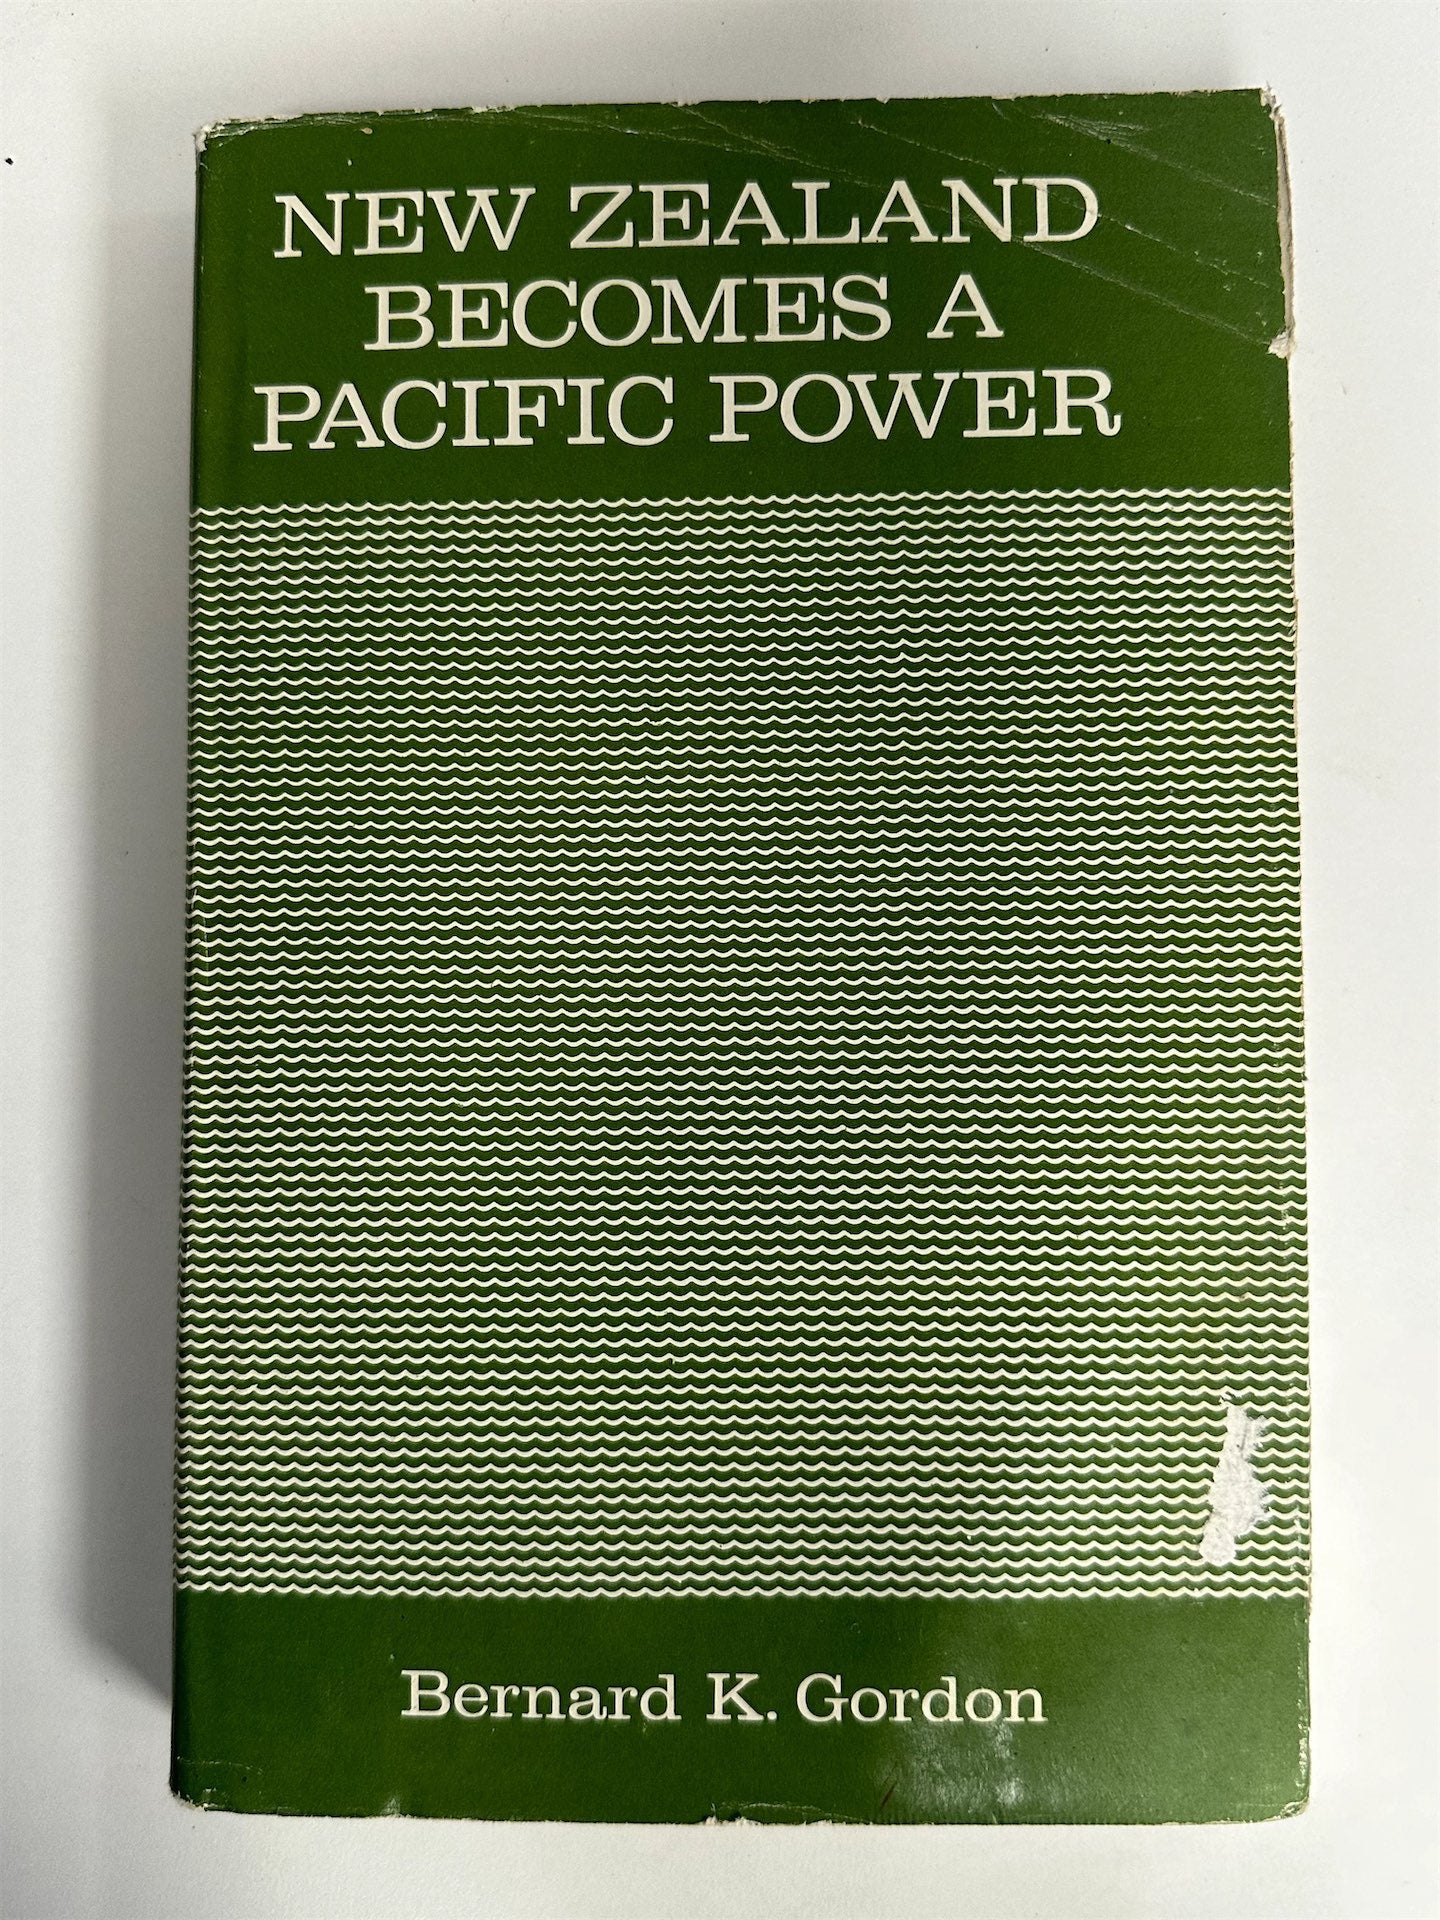 NEW ZEALAND
BECOMES A
PACIFIC POWER
Bernard K. Gordon